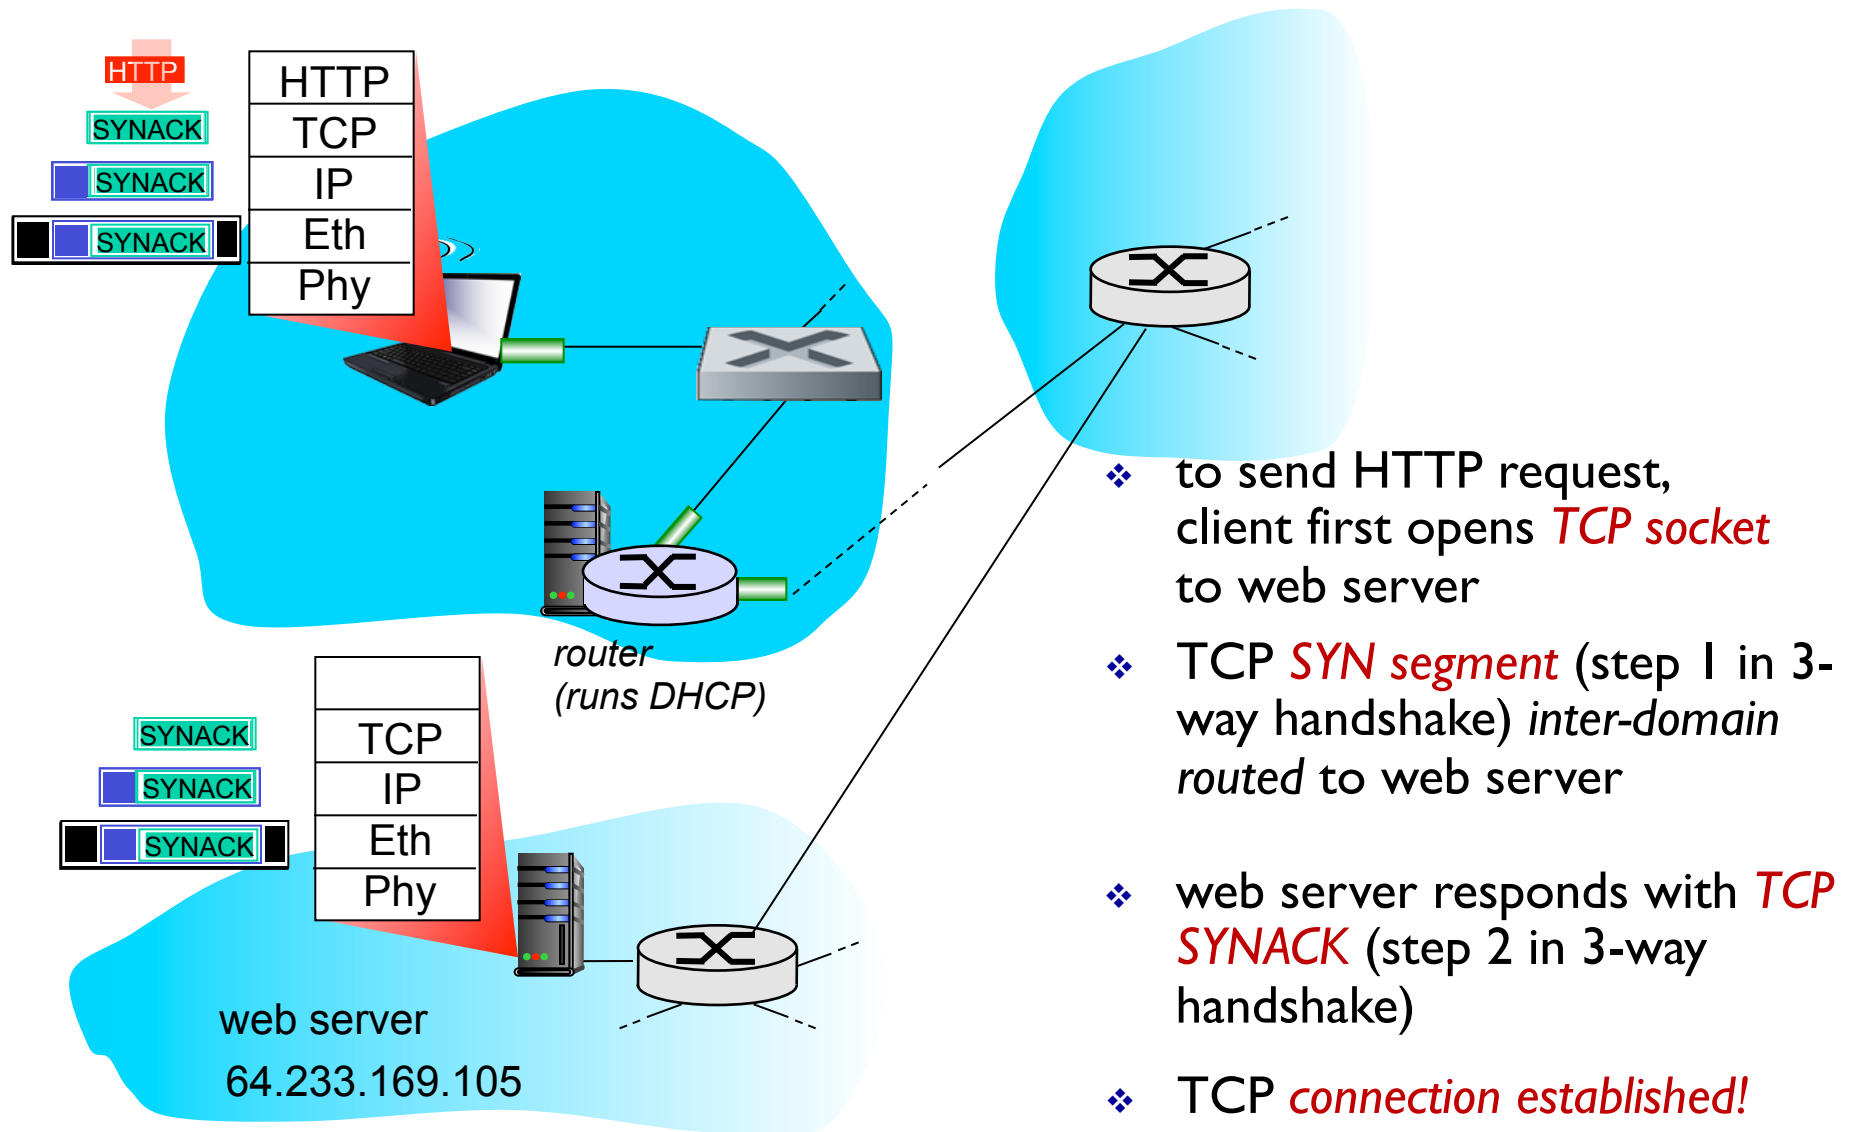 HTTP
SYNACK
SYNACK
SYNACK
HTTP
TCP
IP
Eth
Phy
router
(runs DHCP)
SYNACK
SYNACK
SYNACK
TCP
IP
Eth
Phy
web server
64.233.169.105
❖ to send HTTP request,
client first opens TCP socket
to web server
❖ TCP SYN segment (step 1 in 3-
way handshake) inter-domain
routed to web server
❖ web server responds with TCP
SYNACK (step 2 in 3-way
handshake)
❖ TCP connection established!